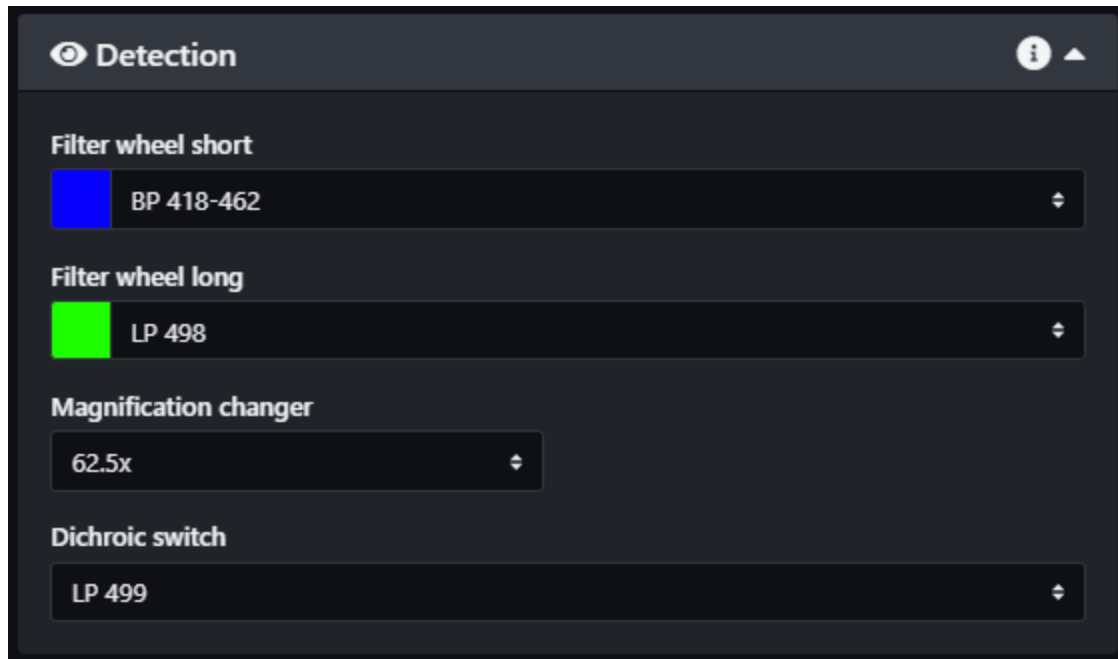 Detection
Filter wheel short
BP 418-462
Filter wheel long
LP 498
Magnification changer
62.5x
Dichroic switch
LP 499